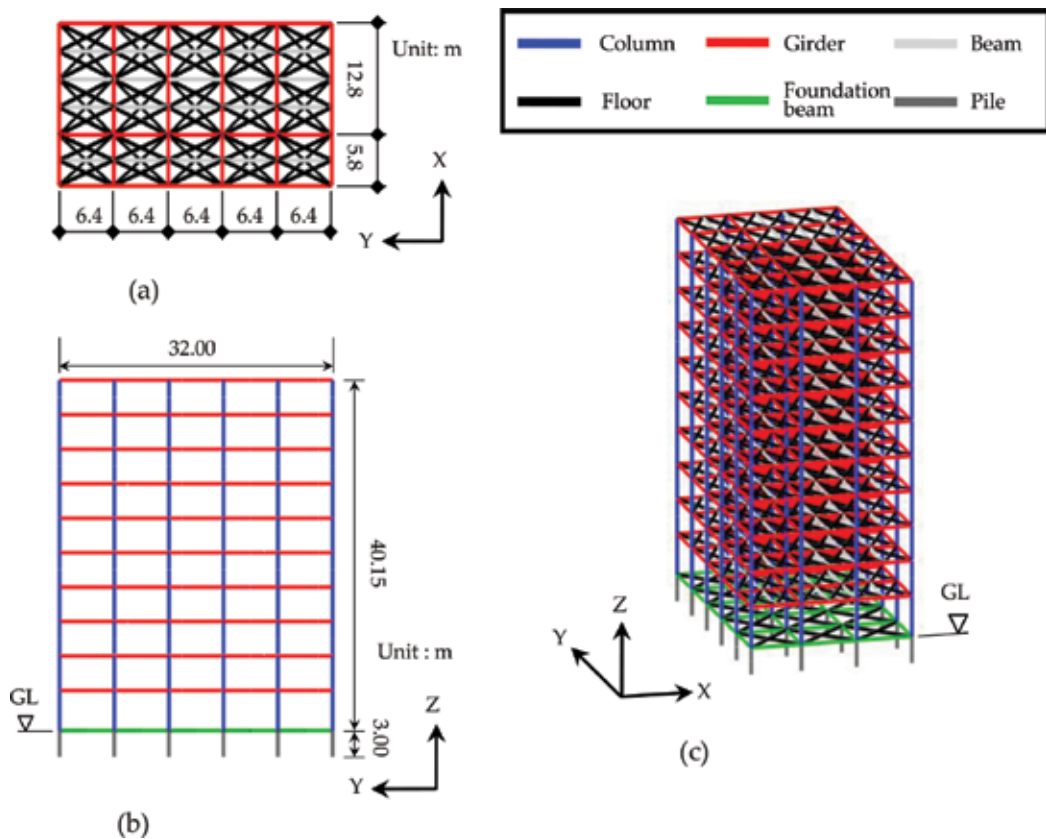 Unit: m
12.8
5.8
X
6.4 6.4 6.4 6.4 6.4
Y
(a)
Column Girder Beam
Floor Foundation beam Pile
32.00
40.15
Unit : m
GL
3.00
Z
Y
(b)
GL
Z
Y
X
(c)